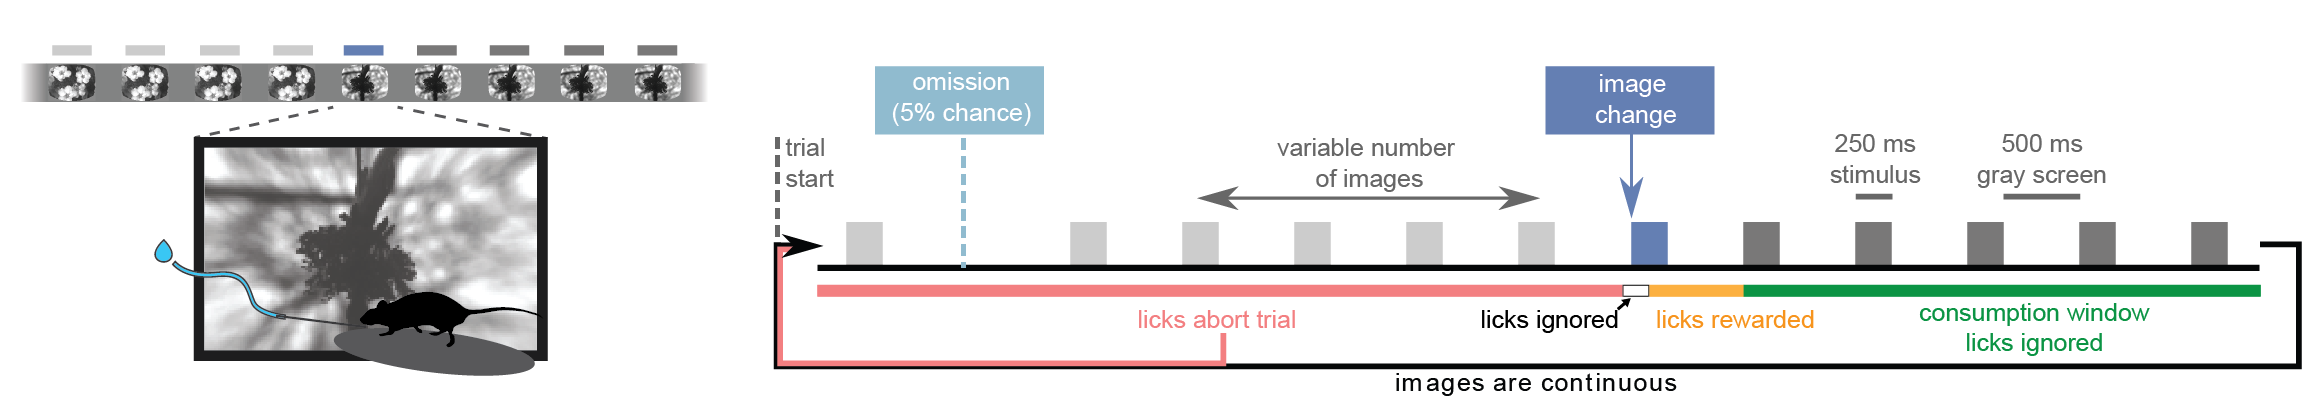 omission
(5% chance)
image
change
trial
start
variable number
of images
250 ms
stimulus
500 ms
gray screen
licks abort trial
licks ignored
licks rewarded
consumption window
licks ignored
images are continuous